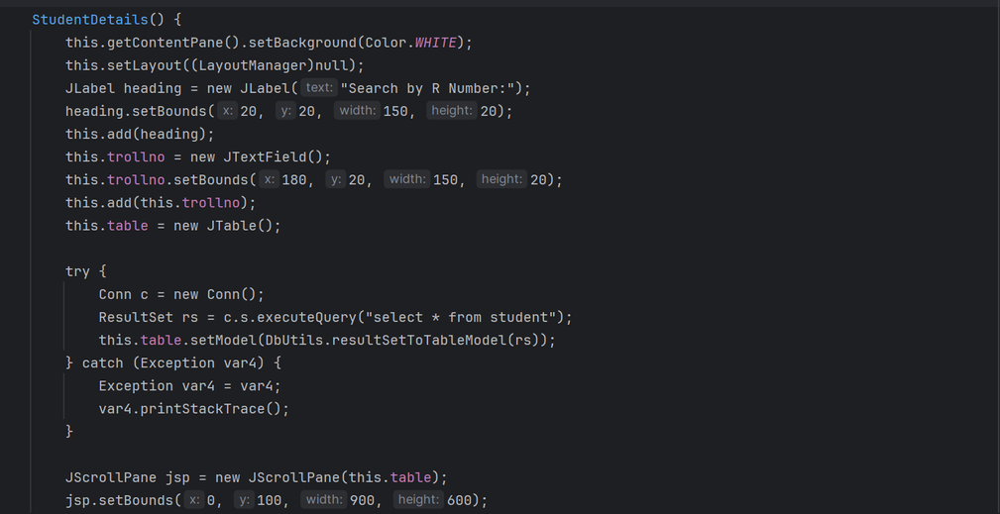 StudentDetails() {
this.getContentPane().setBackground(Color.WHITE);
this.setLayout((LayoutManager)null);
JLabel heading = new JLabel( text: "Search by R Number:");
heading.setBounds( x: 20, y: 20, width: 150, height: 20);
this.add(heading);
this.trollno = new JTextField();
this.trollno.setBounds( x: 180, y: 20, width: 150, height: 20);
this.add(this.trollno);
this.table = new JTable();
try {
Conn c = new Conn();
ResultSet rs = c.s.executeQuery("select * from student");
this.table.setModel(DbUtils.resultSetToTableModel(rs));
} catch (Exception var4) {
Exception var4 = var4;
var4.printStackTrace();
}
JScrollPane jsp = new JScrollPane(this.table);
jsp.setBounds( x: 0, y: 100, width: 900, height: 600);